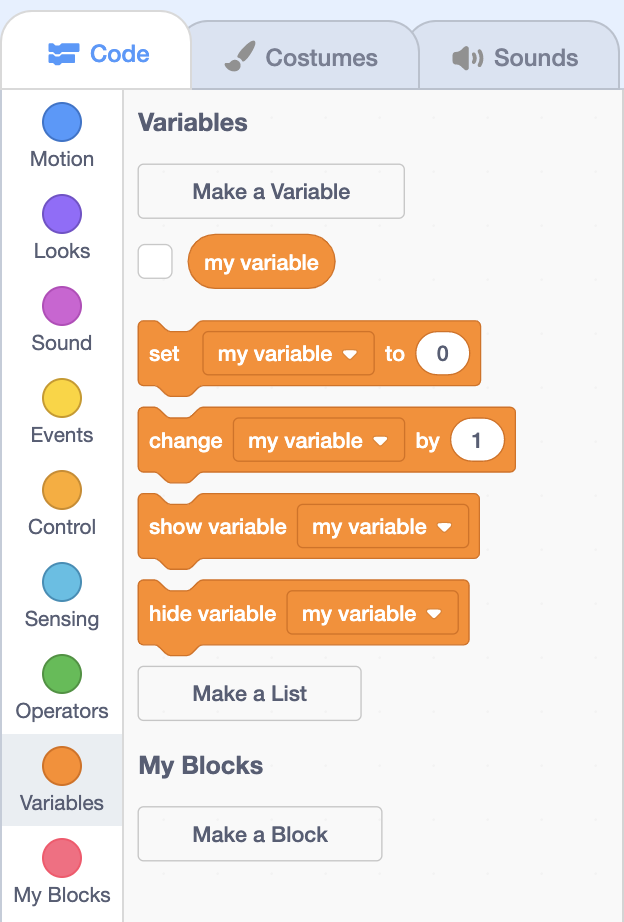 Code
Costumes
Sounds
Motion
Looks
Sound
Events
Control
Sensing
Operators
Variables
My Blocks
Variables
Make a Variable
my variable
set my variable to 0
change my variable by 1
show variable my variable
hide variable my variable
Make a List
My Blocks
Make a Block